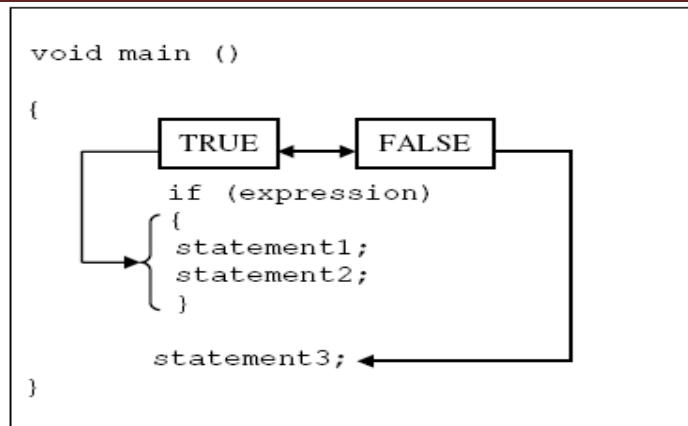 void main ()
{
TRUE FALSE
if (expression)
{
statement1;
statement2;
}
statement3;
}